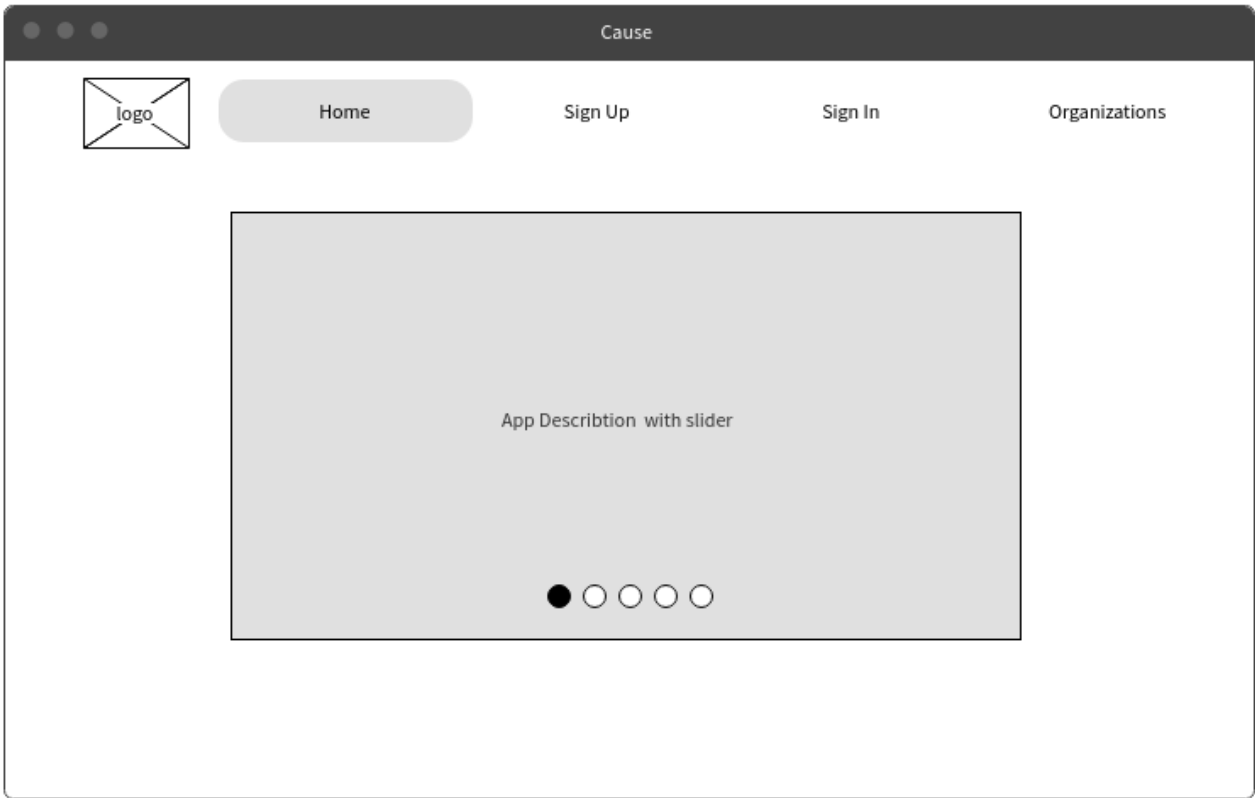 Cause
logo
Home
Sign Up
Sign In
Organizations
App Describtion with slider